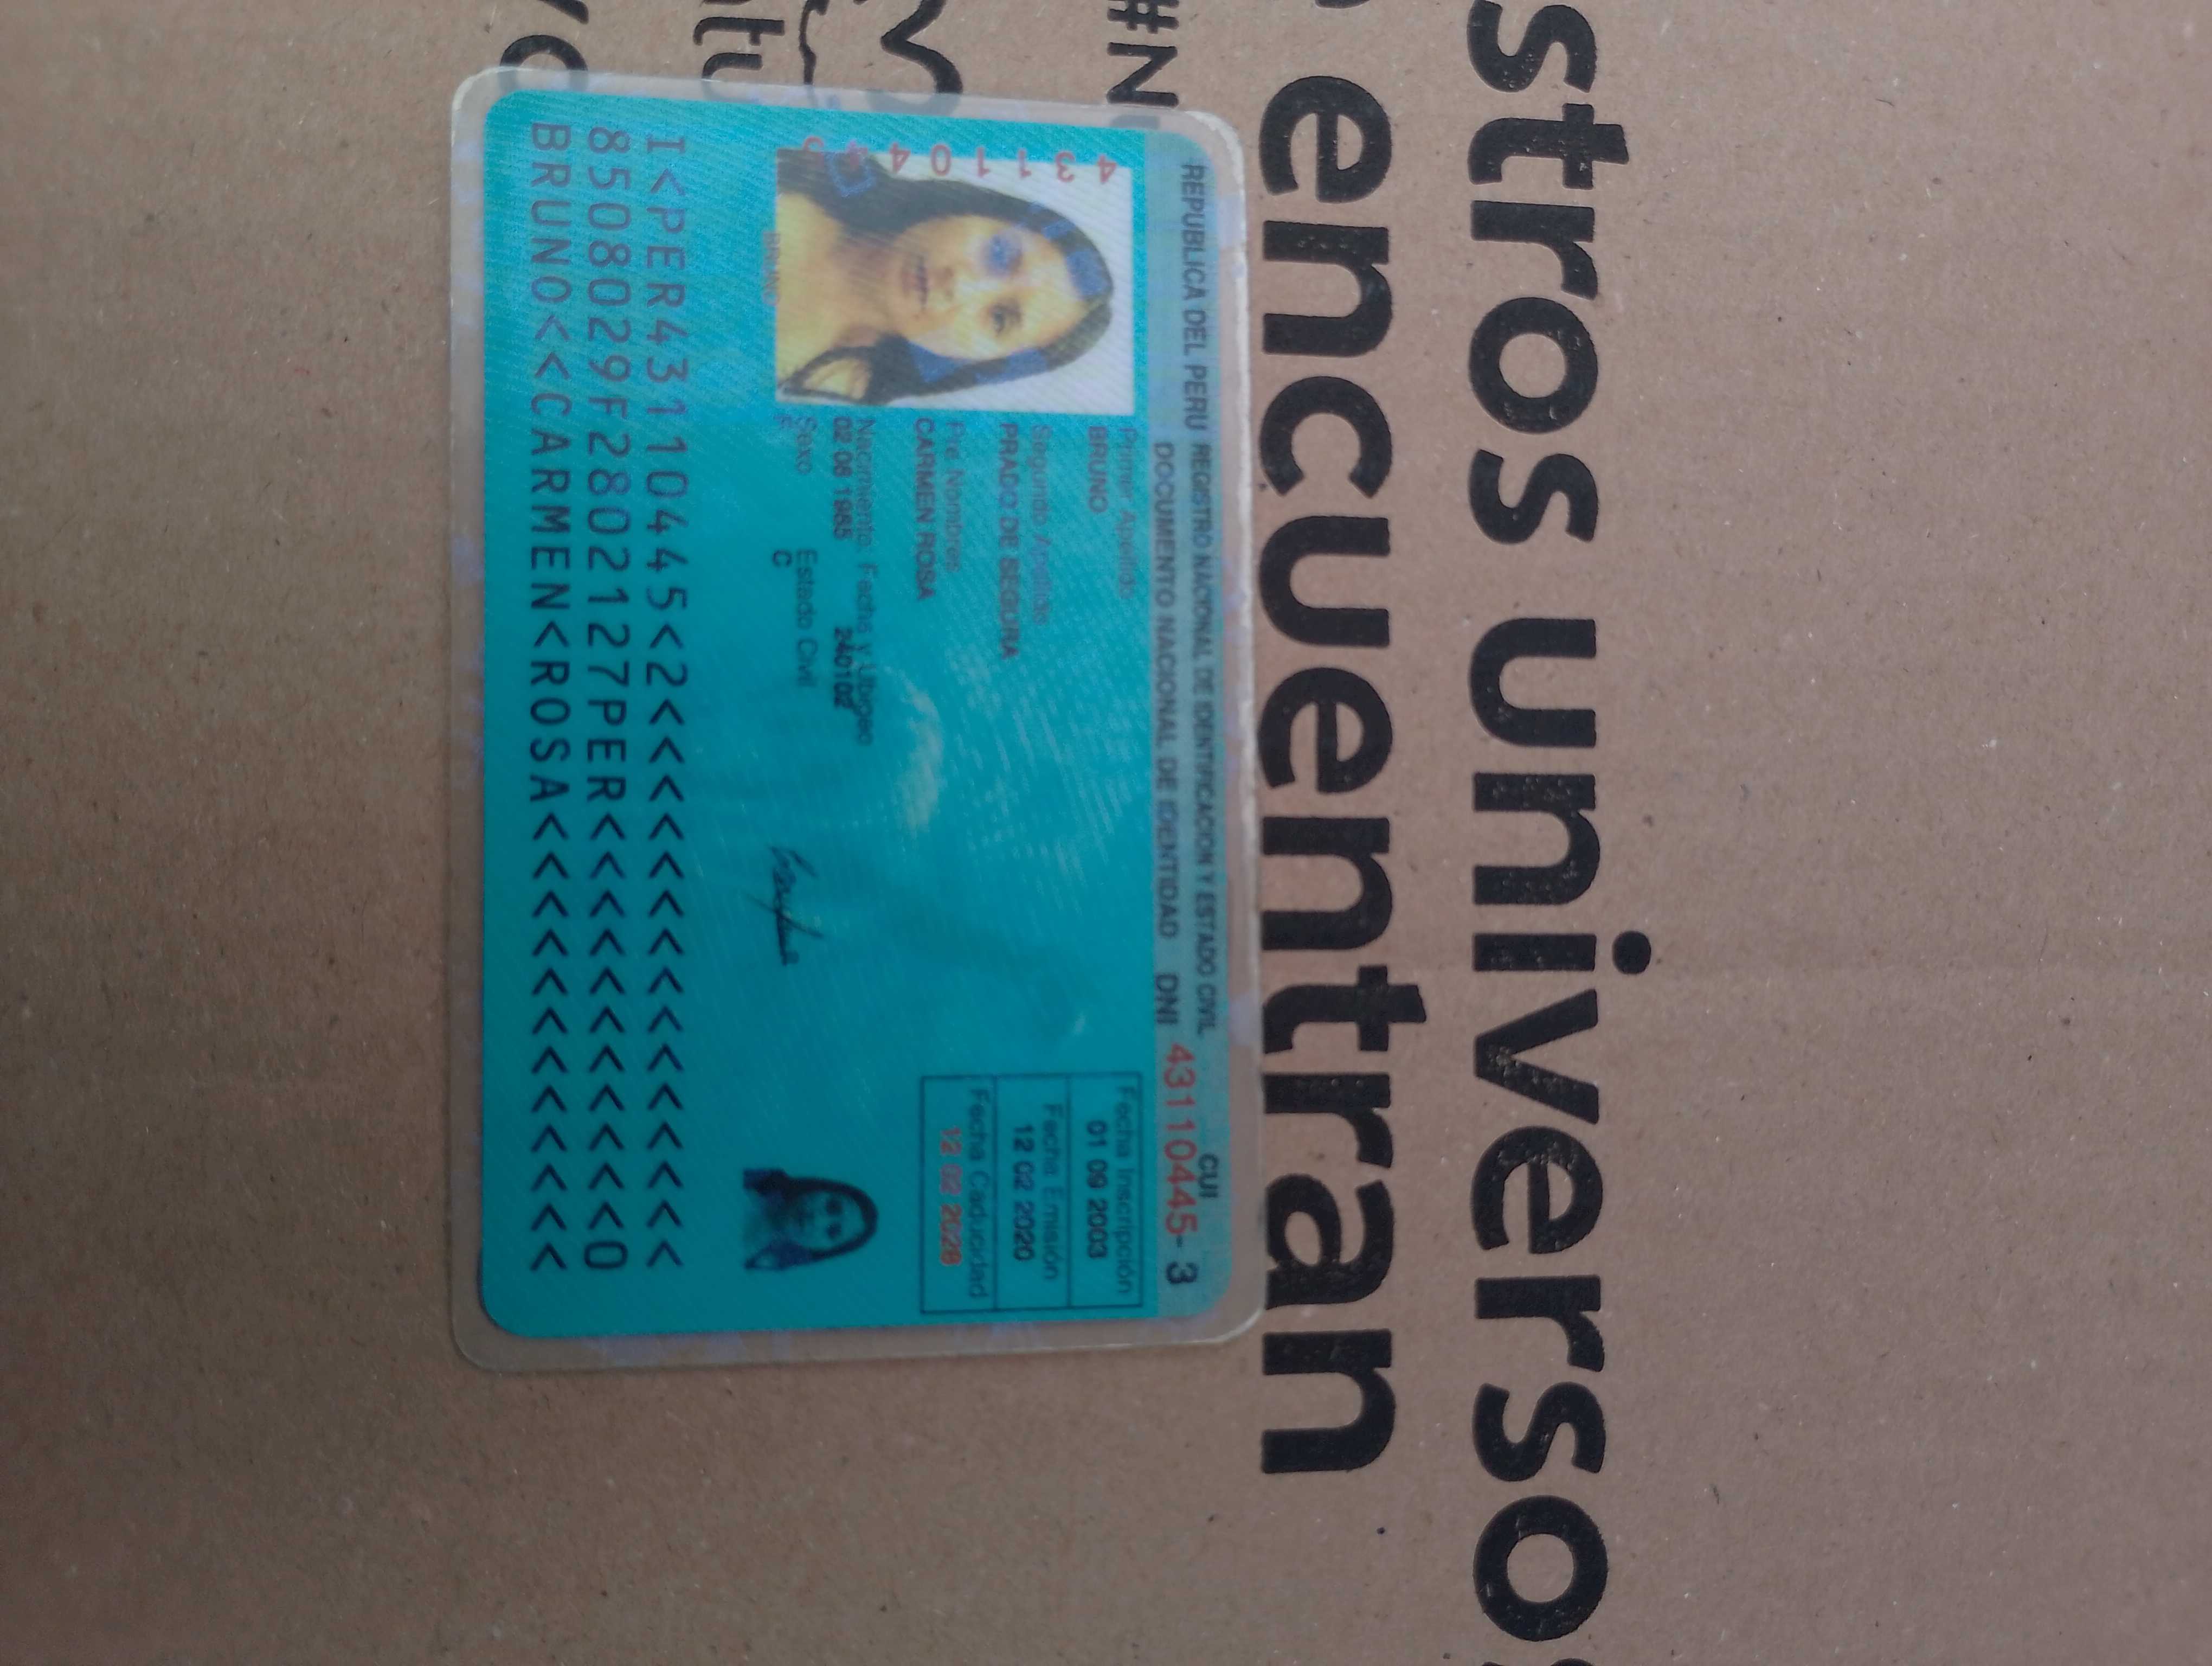 REPUBLICA DEL PERU REGISTRO NACIONAL DE IDENTIFICACION Y ESTADO CIVIL CUI
DOCUMENTO NACIONAL DE IDENTIDAD DNI 43110445-3
Primer Apellido
BRUNO
Segundo Apellido
PRADO DE SEGURA
Pre Nombres
CARMEN ROSA
Nacimiento: Fecha y Ubigeo
02 08 1985 240102
Sexo Estado Civil
F C
Fecha Inscripción
01 09 2003
Fecha Emisión
12 02 2020
Fecha Caducidad
12 02 2028
43110445
BRUNO
I<PER43110445<2<<<<<<<<<<<<<<<
8508029F2802127PER<<<<<<<<<<<0
BRUNO<<CARMEN<ROSA<<<<<<<<<<<<
stros universos
encuentran
#N